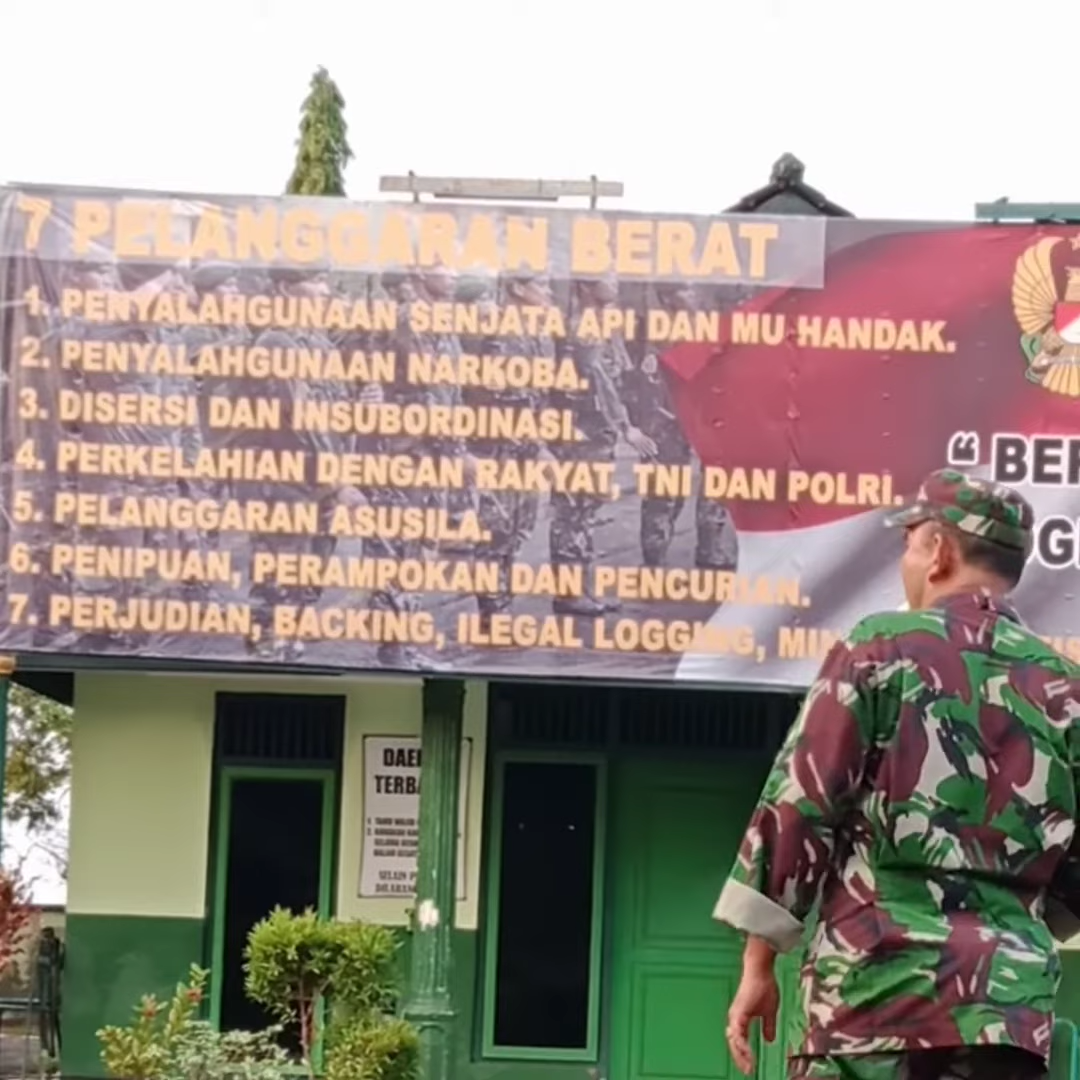 7 PELANGGARAN BERAT
1. PENYALAHGUNAAN SENJATA API DAN MU HANDAK.
2. PENYALAHGUNAAN NARKOBA.
3. DISERSI DAN INSUBORDINASI.
4. PERKELAHIAN DENGAN RAKYAT, TNI DAN POLRI.
5. PELANGGARAN ASUSILA.
6. PENIPUAN, PERAMPOKAN DAN PENCURIAN.
7. PERJUDIAN, BACKING, ILEGAL LOGGING,
“ BER